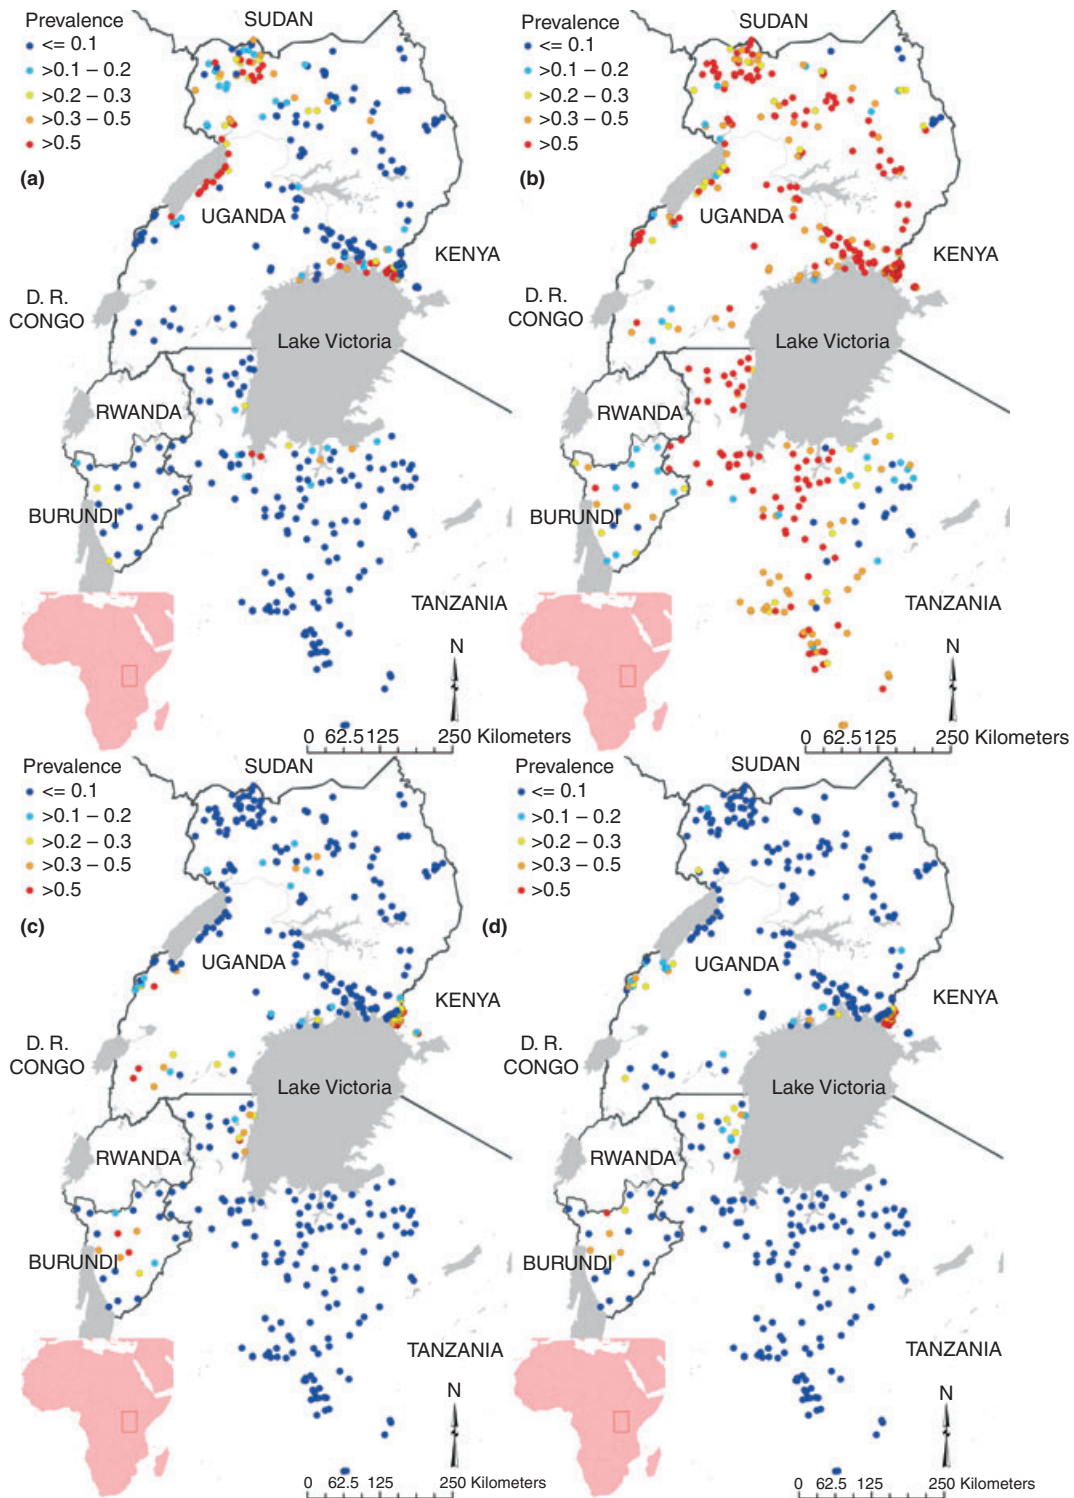 Prevalence
<= 0.1
>0.1 – 0.2
>0.2 – 0.3
>0.3 – 0.5
>0.5
(a)
SUDAN
UGANDA
KENYA
D. R.
CONGO
Lake Victoria
RWANDA
BURUNDI
TANZANIA
N
0 62.5 125 250 Kilometers
Prevalence
<= 0.1
>0.1 – 0.2
>0.2 – 0.3
>0.3 – 0.5
>0.5
(b)
SUDAN
UGANDA
KENYA
D. R.
CONGO
Lake Victoria
RWANDA
BURUNDI
TANZANIA
N
0 62.5 125 250 Kilometers
Prevalence
<= 0.1
>0.1 – 0.2
>0.2 – 0.3
>0.3 – 0.5
>0.5
(c)
SUDAN
UGANDA
KENYA
D. R.
CONGO
Lake Victoria
RWANDA
BURUNDI
TANZANIA
N
0 62.5 125 250 Kilometers
Prevalence
<= 0.1
>0.1 – 0.2
>0.2 – 0.3
>0.3 – 0.5
>0.5
(d)
SUDAN
UGANDA
KENYA
D. R.
CONGO
Lake Victoria
RWANDA
BURUNDI
TANZANIA
N
0 62.5 125 250 Kilometers